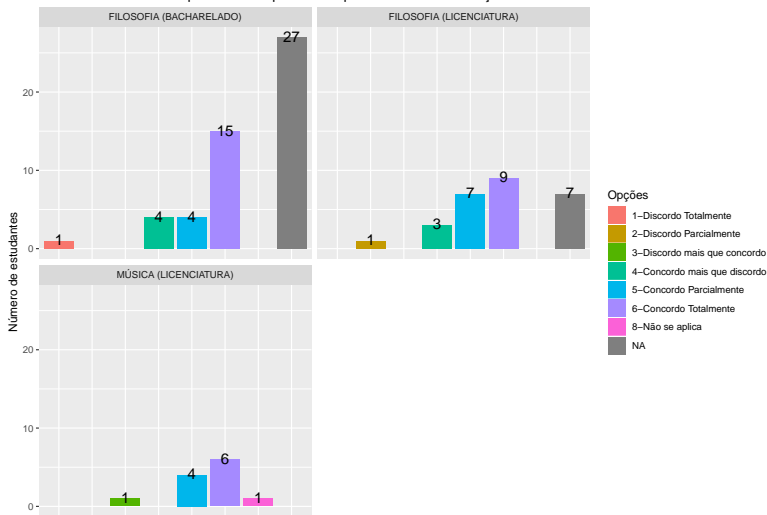 FILOSOFIA (BACHARELADO)
FILOSOFIA (LICENCIATURA)
27
20
15
10
9
7
7
4
4
3
1
1
0
Número de estudantes
MÚSICA (LICENCIATURA)
20
10
6
4
1
1
0
Opções
1−Discordo Totalmente
2−Discordo Parcialmente
3−Discordo mais que concordo
4−Concordo mais que discordo
5−Concordo Parcialmente
6−Concordo Totalmente
8−Não se aplica
NA